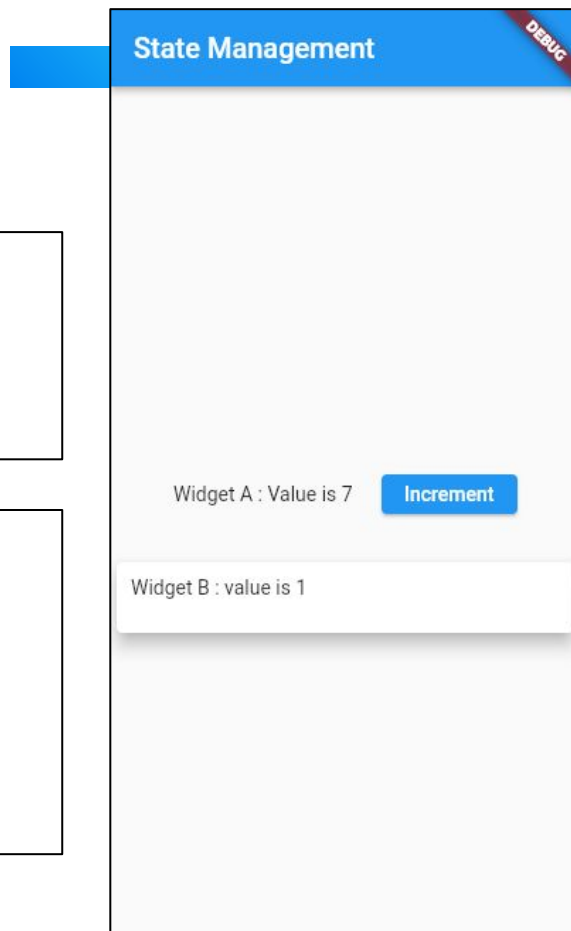 State Management
DEBUG
Widget A : Value is 7
Increment
Widget B : value is 1